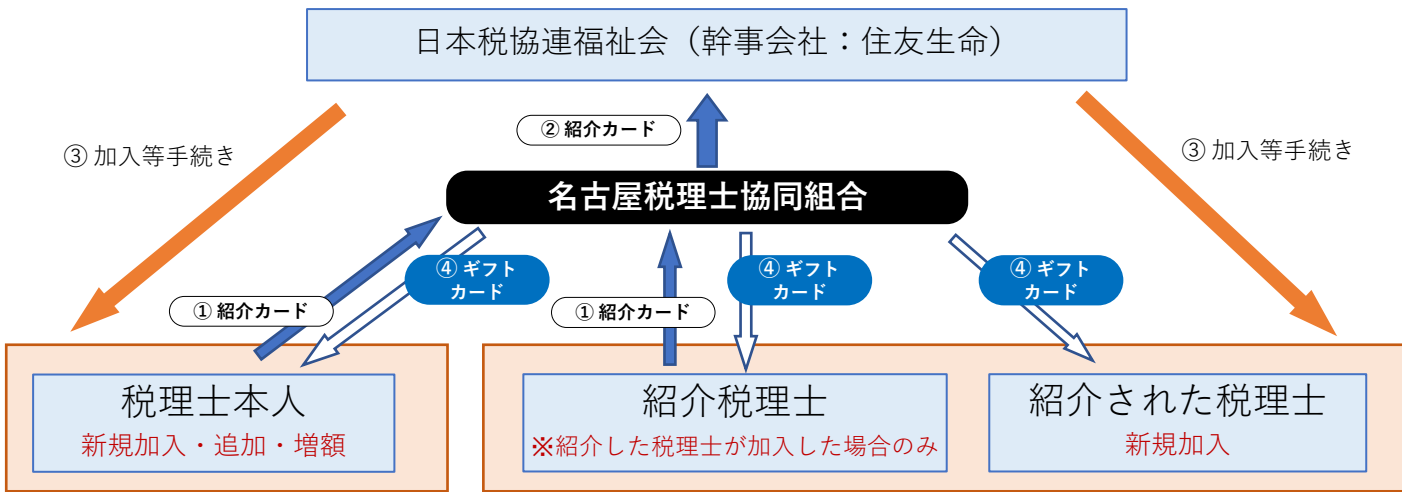 日本税協連福祉会（幹事会社：住友生命）
② 紹介カード
③ 加入等手続き
③ 加入等手続き
名古屋税理士協同組合
④ ギフト
カード
④ ギフト
カード
④ ギフト
カード
① 紹介カード
① 紹介カード
税理士本人
新規加入・追加・増額
紹介税理士
※紹介した税理士が加入した場合のみ
紹介された税理士
新規加入